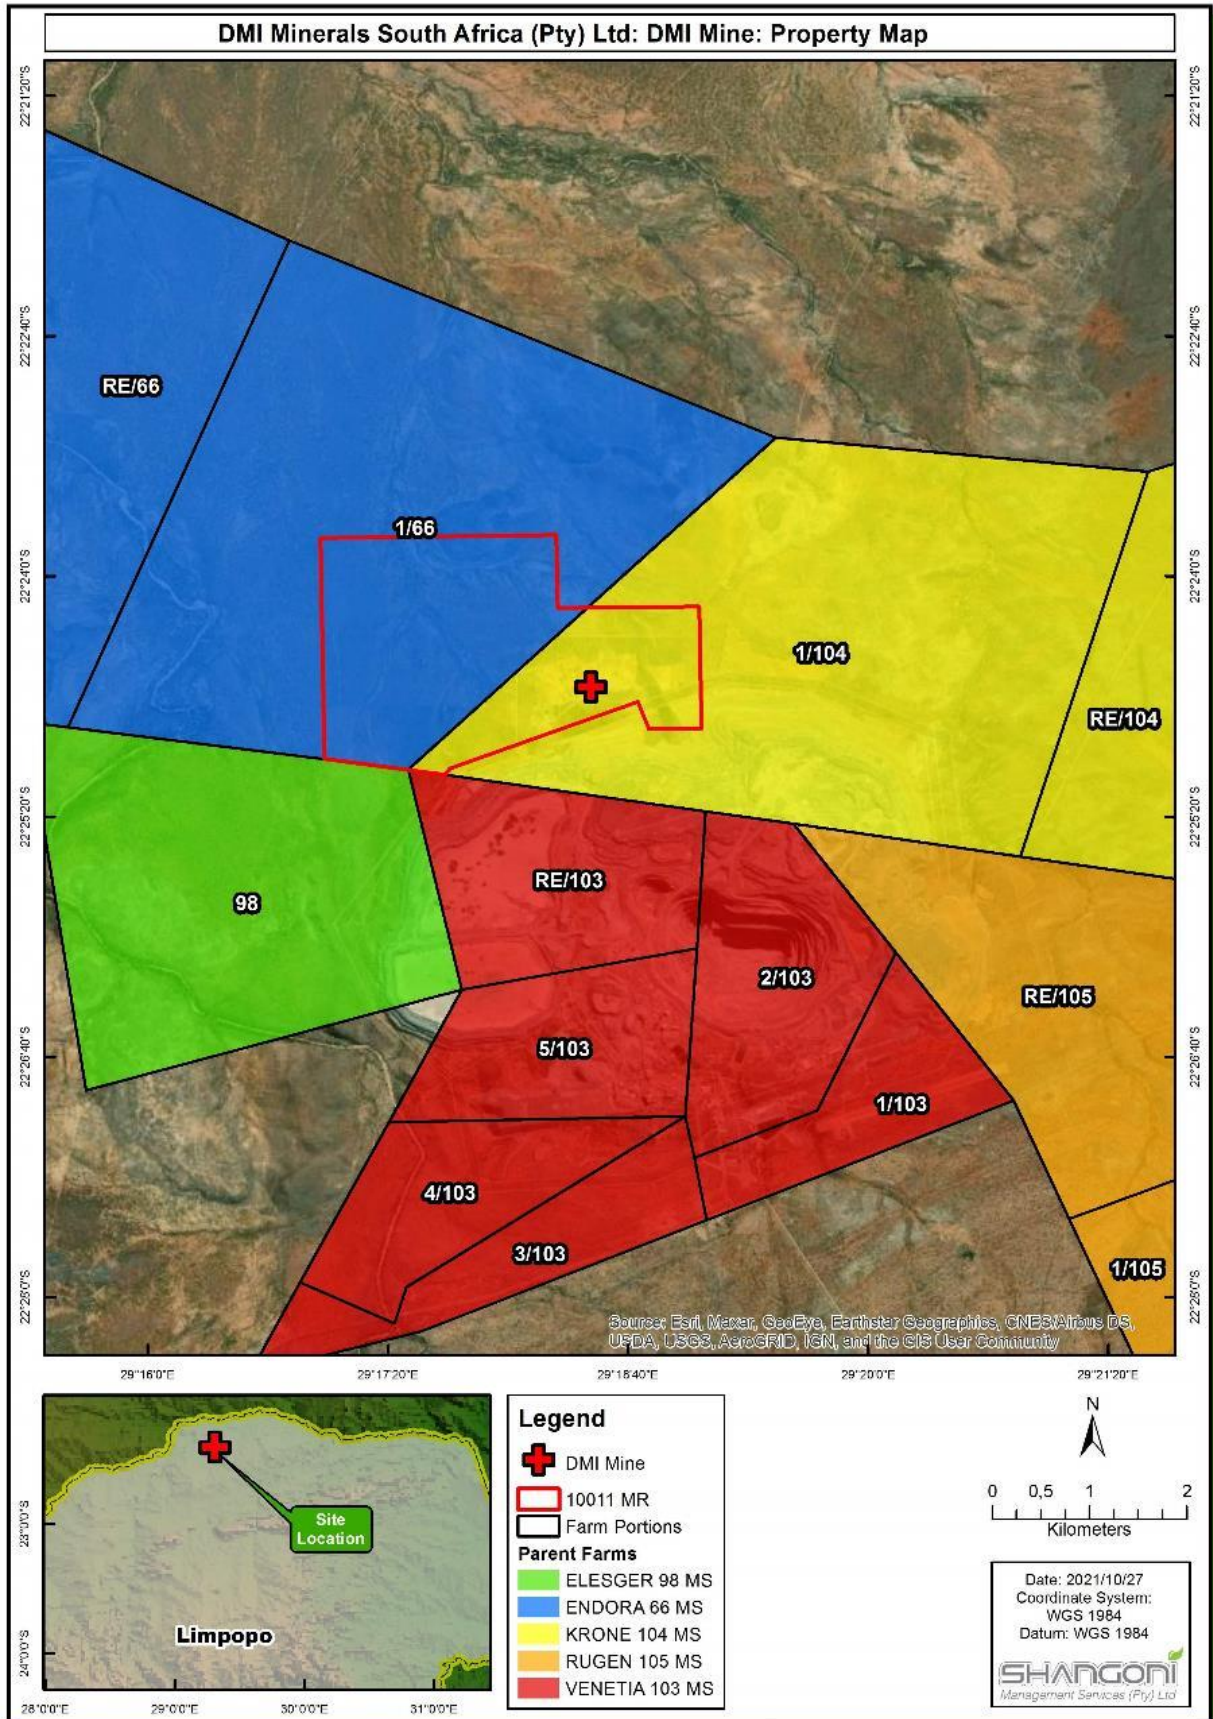 DMI Minerals South Africa (Pty) Ltd: DMI Mine: Property Map
22°21'20"S
22°21'20"S
22°22'40"S
22°22'40"S
RE/66
1/66
22°24'0"S
22°24'0"S
1/104
RE/104
22°25'20"S
22°25'20"S
RE/103
98
2/103
RE/105
5/103
22°26'40"S
22°26'40"S
1/103
4/103
3/103
1/105
22°28'0"S
22°28'0"S
Source: Esri, Maxar, GeoEye, Earthstar Geographics, CNES/Airbus DS,
USDA, USGS, AeroGRID, IGN, and the GIS User Community
29°16'0"E 29°17'20"E 29°18'40"E 29°20'0"E 29°21'20"E
23°0'0"S
24°0'0"S
Site
Location
Limpopo
28°0'0"E 29°0'0"E 30°0'0"E 31°0'0"E
Legend
DMI Mine
10011 MR
Farm Portions
Parent Farms
ELESGER 98 MS
ENDORA 66 MS
KRONE 104 MS
RUGEN 105 MS
VENETIA 103 MS
N
0 0,5 1 2
Kilometers
Date: 2021/10/27
Coordinate System:
WGS 1984
Datum: WGS 1984
SHANGONI
Management Services (Pty) Ltd